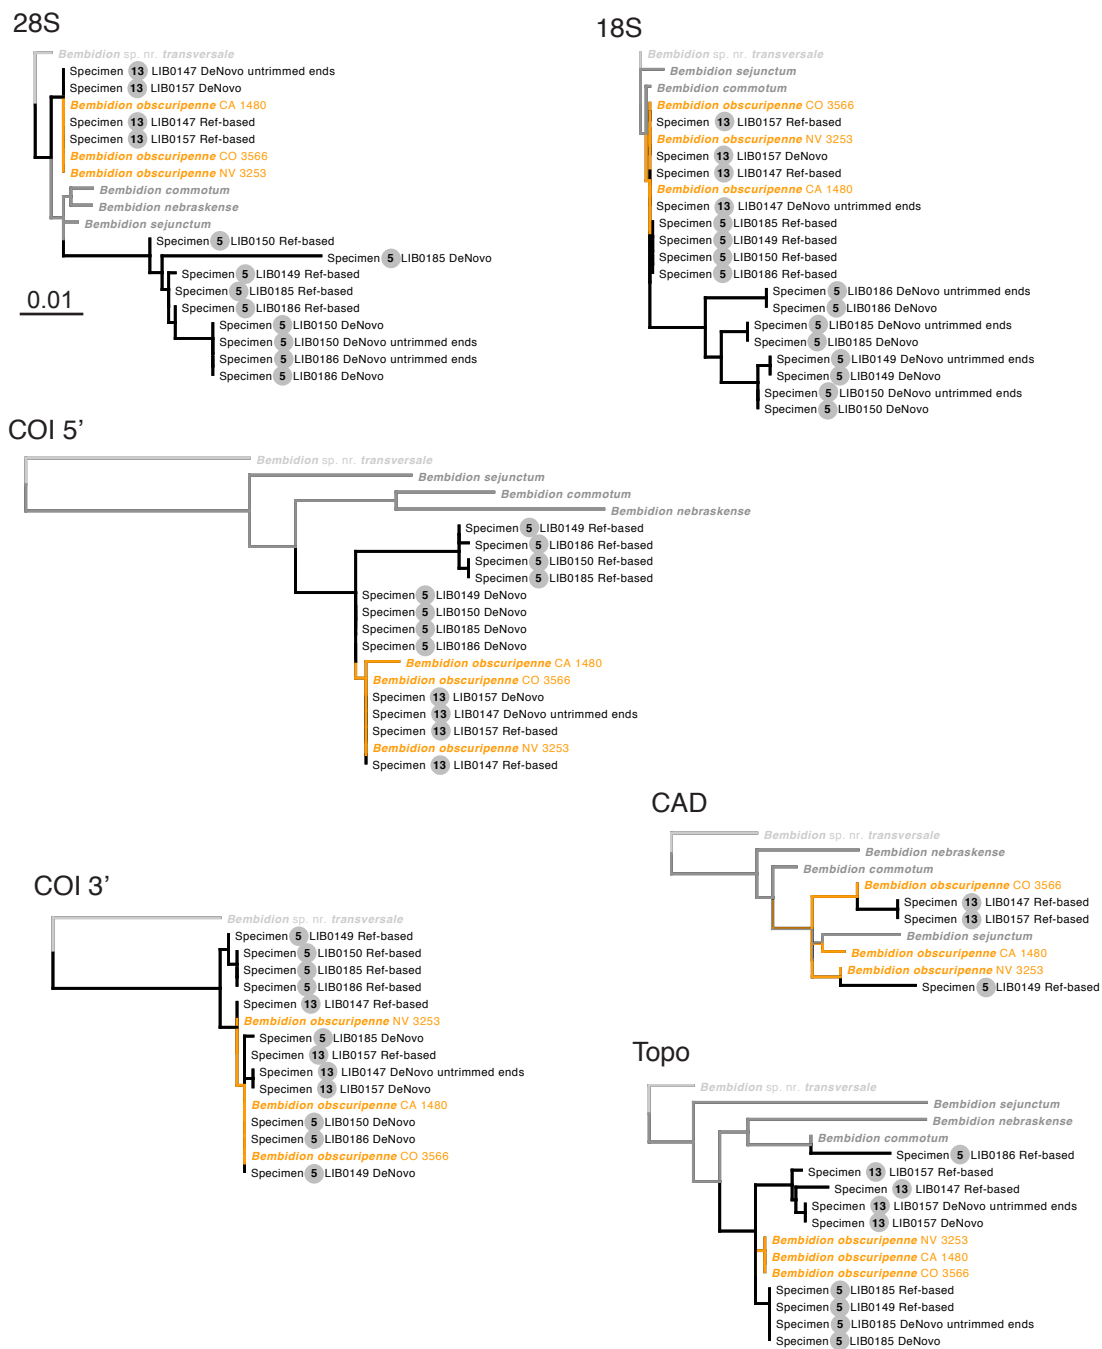 28S
Bembidion sp. nr. transversale
Specimen 13 LIB0147 DeNovo untrimmed ends
Specimen 13 LIB0157 DeNovo
Bembidion obscuripenne CA 1480
Specimen 13 LIB0147 Ref-based
Specimen 13 LIB0157 Ref-based
Bembidion obscuripenne CO 3566
Bembidion obscuripenne NV 3253
Bembidion commotum
Bembidion nebraskense
Bembidion sejunctum
Specimen 5 LIB0150 Ref-based
Specimen 5 LIB0185 DeNovo
Specimen 5 LIB0149 Ref-based
Specimen 5 LIB0185 Ref-based
Specimen 5 LIB0186 Ref-based
Specimen 5 LIB0150 DeNovo
Specimen 5 LIB0150 DeNovo untrimmed ends
Specimen 5 LIB0186 DeNovo untrimmed ends
Specimen 5 LIB0186 DeNovo
0.01
18S
Bembidion sp. nr. transversale
Bembidion sejunctum
Bembidion commotum
Bembidion obscuripenne CO 3566
Specimen 13 LIB0157 Ref-based
Bembidion obscuripenne NV 3253
Specimen 13 LIB0157 DeNovo
Specimen 13 LIB0147 Ref-based
Bembidion obscuripenne CA 1480
Specimen 13 LIB0147 DeNovo untrimmed ends
Specimen 5 LIB0185 Ref-based
Specimen 5 LIB0149 Ref-based
Specimen 5 LIB0150 Ref-based
Specimen 5 LIB0186 Ref-based
Specimen 5 LIB0186 DeNovo untrimmed ends
Specimen 5 LIB0186 DeNovo
Specimen 5 LIB0185 DeNovo untrimmed ends
Specimen 5 LIB0185 DeNovo
Specimen 5 LIB0149 DeNovo untrimmed ends
Specimen 5 LIB0149 DeNovo
Specimen 5 LIB0150 DeNovo untrimmed ends
Specimen 5 LIB0150 DeNovo
COI 5’
Bembidion sp. nr. transversale
Bembidion sejunctum
Bembidion commotum
Bembidion nebraskense
Specimen 5 LIB0149 Ref-based
Specimen 5 LIB0186 Ref-based
Specimen 5 LIB0150 Ref-based
Specimen 5 LIB0185 Ref-based
Specimen 5 LIB0149 DeNovo
Specimen 5 LIB0150 DeNovo
Specimen 5 LIB0185 DeNovo
Specimen 5 LIB0186 DeNovo
Bembidion obscuripenne CA 1480
Bembidion obscuripenne CO 3566
Specimen 13 LIB0157 DeNovo
Specimen 13 LIB0147 DeNovo untrimmed ends
Specimen 13 LIB0157 Ref-based
Bembidion obscuripenne NV 3253
Specimen 13 LIB0147 Ref-based
COI 3’
Bembidion sp. nr. transversale
Specimen 5 LIB0149 Ref-based
Specimen 5 LIB0150 Ref-based
Specimen 5 LIB0185 Ref-based
Specimen 5 LIB0186 Ref-based
Specimen 13 LIB0147 Ref-based
Bembidion obscuripenne NV 3253
Specimen 5 LIB0185 DeNovo
Specimen 13 LIB0157 Ref-based
Specimen 13 LIB0147 DeNovo untrimmed ends
Specimen 13 LIB0157 DeNovo
Bembidion obscuripenne CA 1480
Specimen 5 LIB0150 DeNovo
Specimen 5 LIB0186 DeNovo
Bembidion obscuripenne CO 3566
Specimen 5 LIB0149 DeNovo
CAD
Bembidion sp. nr. transversale
Bembidion nebraskense
Bembidion commotum
Bembidion obscuripenne CO 3566
Specimen 13 LIB0147 Ref-based
Specimen 13 LIB0157 Ref-based
Bembidion sejunctum
Bembidion obscuripenne CA 1480
Bembidion obscuripenne NV 3253
Specimen 5 LIB0149 Ref-based
Topo
Bembidion sp. nr. transversale
Bembidion sejunctum
Bembidion nebraskense
Bembidion commotum
Specimen 5 LIB0186 Ref-based
Specimen 13 LIB0157 Ref-based
Specimen 13 LIB0147 Ref-based
Specimen 13 LIB0157 DeNovo untrimmed ends
Specimen 13 LIB0157 DeNovo
Bembidion obscuripenne NV 3253
Bembidion obscuripenne CA 1480
Bembidion obscuripenne CO 3566
Specimen 5 LIB0185 Ref-based
Specimen 5 LIB0149 Ref-based
Specimen 5 LIB0185 DeNovo untrimmed ends
Specimen 5 LIB0185 DeNovo